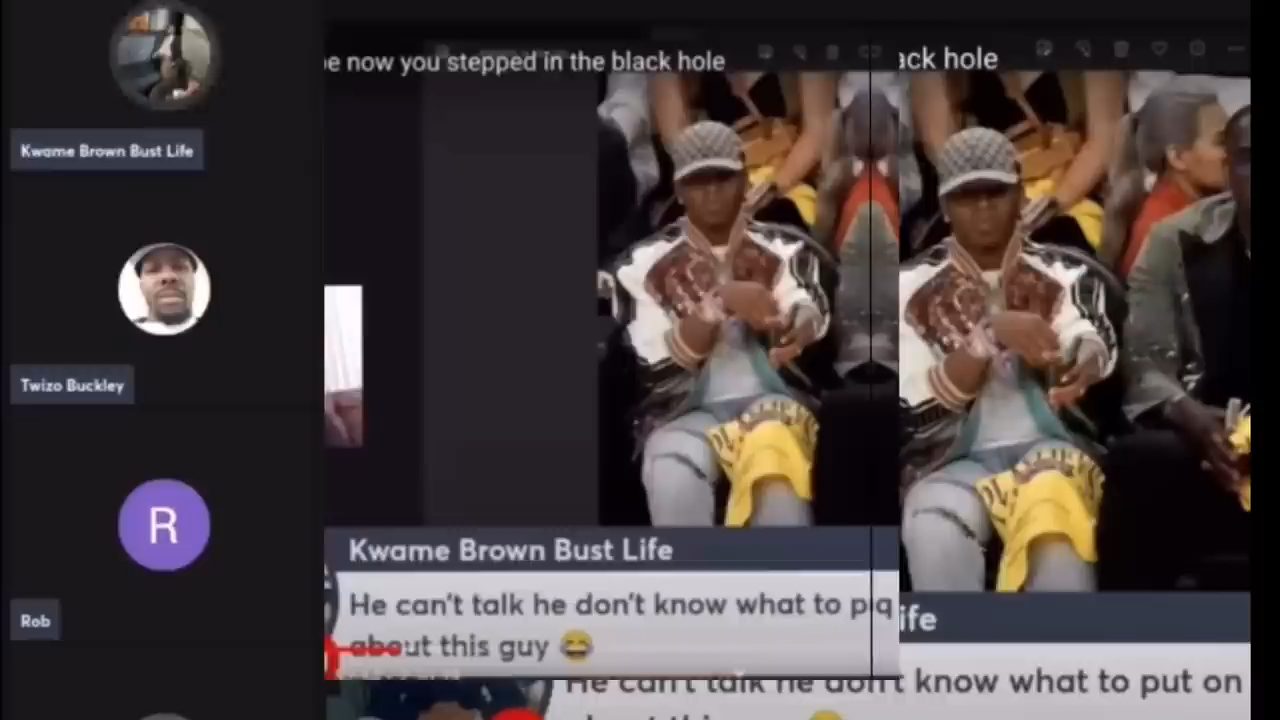 Kwame Brown Bust Life
Twizo Buckley
R
Rob
now you stepped in the black hole
ack hole
Kwame Brown Bust Life
He can't talk he don't know what to p
about this guy 😂
ife
He can't talk he don't know what to put on